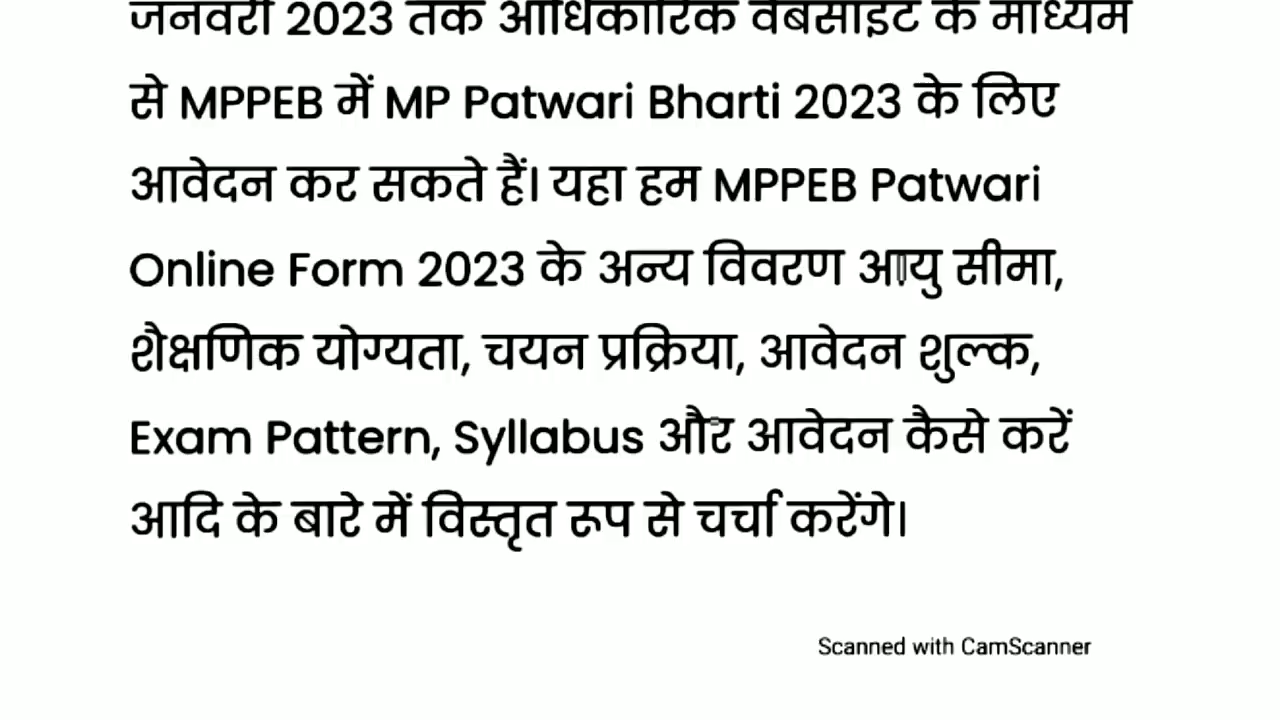 जनवरी 2023 तक आधिकारिक वेबसाइट के माध्यम
से MPPEB में MP Patwari Bharti 2023 के लिए
आवेदन कर सकते हैं। यहा हम MPPEB Patwari
Online Form 2023 के अन्य विवरण आयु सीमा,
शैक्षणिक योग्यता, चयन प्रक्रिया, आवेदन शुल्क,
Exam Pattern, Syllabus और आवेदन कैसे करें
आदि के बारे में विस्तृत रूप से चर्चा करेंगे।
Scanned with CamScanner